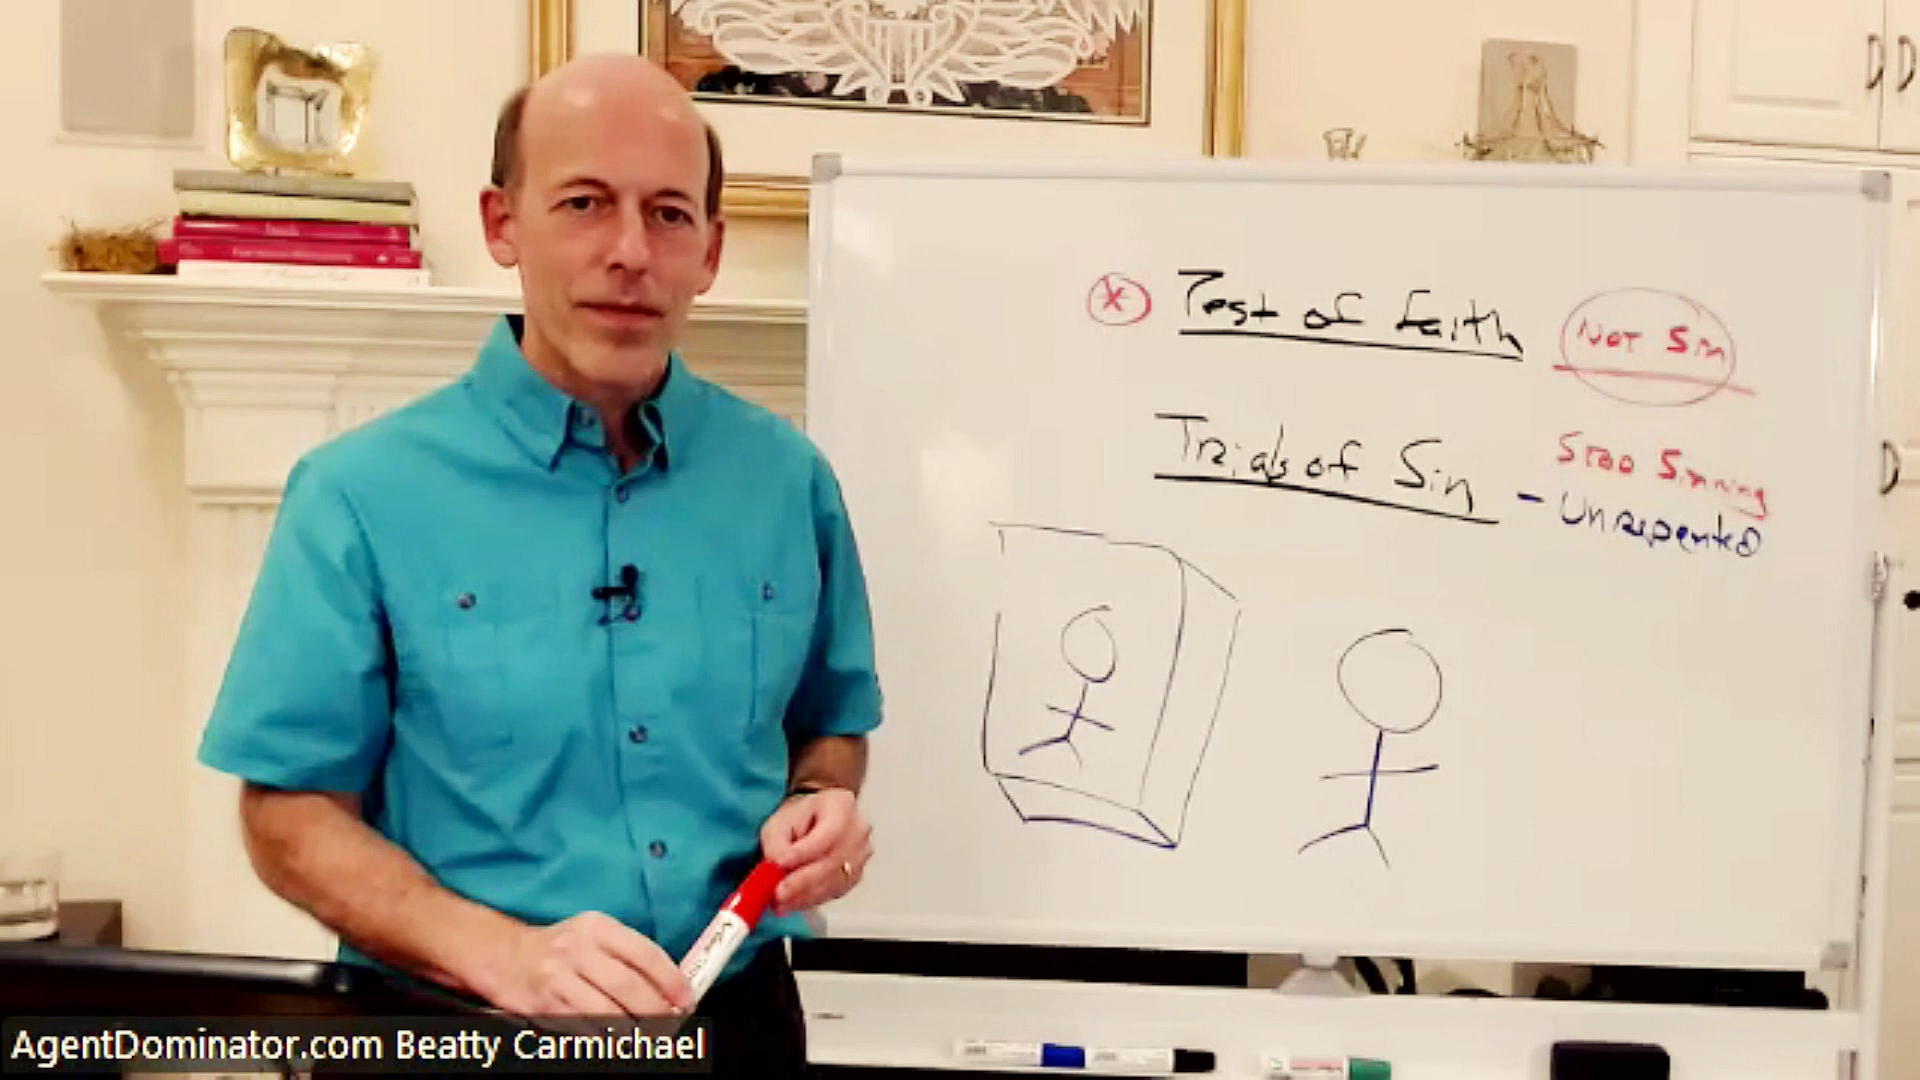 Test of Faith
Not Sin
Trials of Sin
Stop Sinning
- Unrepented
AgentDominator.com Beatty Carmichael